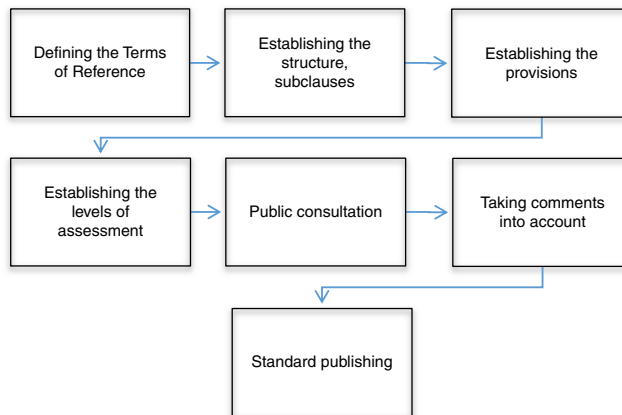 Defining the Terms
of Reference
Establishing the
structure,
subclauses
Establishing the
provisions
Establishing the
levels of
assessment
Public consultation
Taking comments
into account
Standard publishing